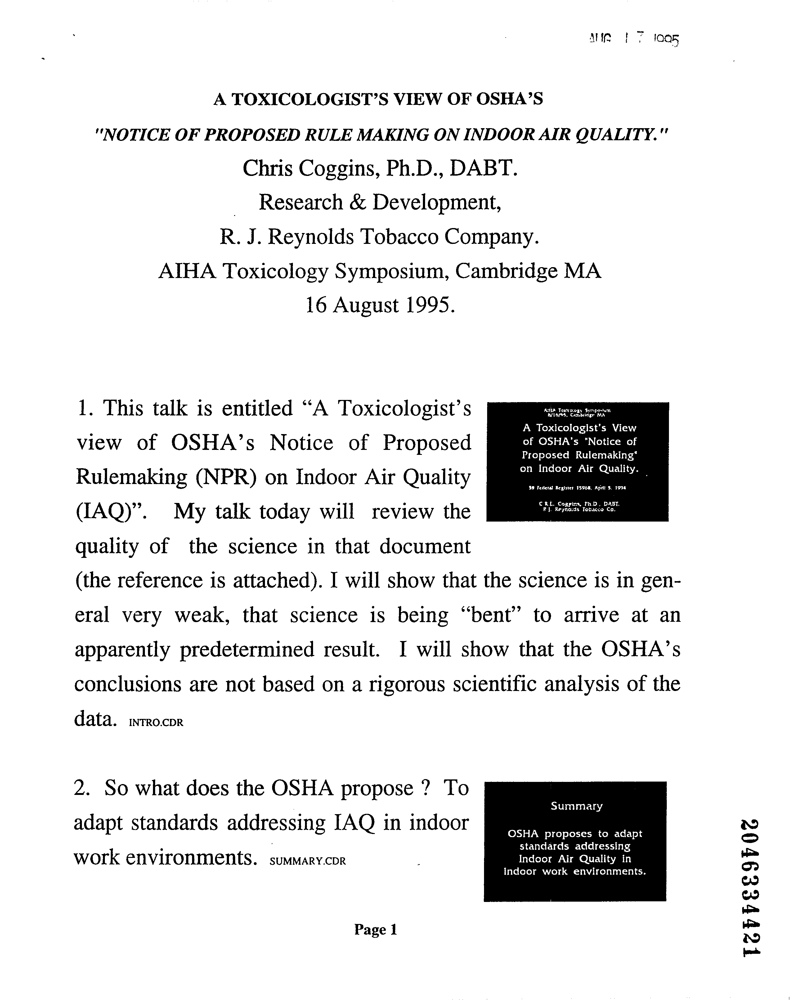 AUG 17 1995
A TOXICOLOGIST'S VIEW OF OSHA'S
"NOTICE OF PROPOSED RULE MAKING ON INDOOR AIR QUALITY."
Chris Coggins, Ph.D., DABT.
Research & Development,
R. J. Reynolds Tobacco Company.
AIHA Toxicology Symposium, Cambridge MA
16 August 1995.
1. This talk is entitled “A Toxicologist’s
view of OSHA’s Notice of Proposed
Rulemaking (NPR) on Indoor Air Quality
(IAQ)”. My talk today will review the
quality of the science in that document
(the reference is attached). I will show that the science is in gen-
eral very weak, that science is being “bent” to arrive at an
apparently predetermined result. I will show that the OSHA’s
conclusions are not based on a rigorous scientific analysis of the
data. INTRO.CDR
AIHA Toxicology Symposium
8/16/95, Cambridge MA
A Toxicologist's View
of OSHA's "Notice of
Proposed Rulemaking"
on Indoor Air Quality.
59 Federal Register 15968, April 5, 1994
C.R.E. Coggins, Ph.D., DABT.
R.J. Reynolds Tobacco Co.
2. So what does the OSHA propose ? To
adapt standards addressing IAQ in indoor
work environments. SUMMARY.CDR
Summary
OSHA proposes to adapt
standards addressing
Indoor Air Quality in
indoor work environments.
Page 1
2046334421